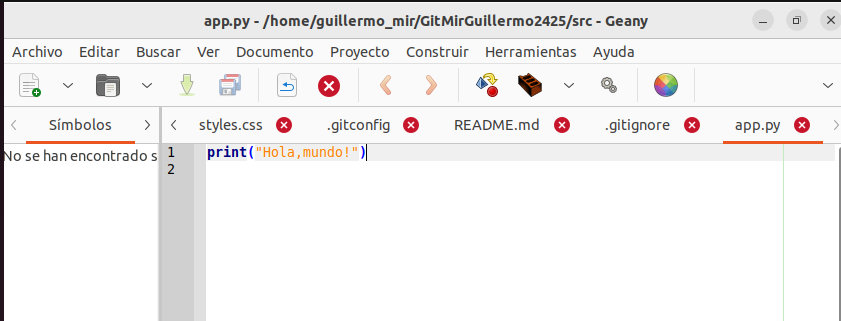 app.py - /home/guillermo_mir/GitMirGuillermo2425/src - Geany
Archivo Editar Buscar Ver Documento Proyecto Construir Herramientas Ayuda
Símbolos styles.css .gitconfig README.md .gitignore app.py
No se han encontrado s
1 print("Hola,mundo!")
2